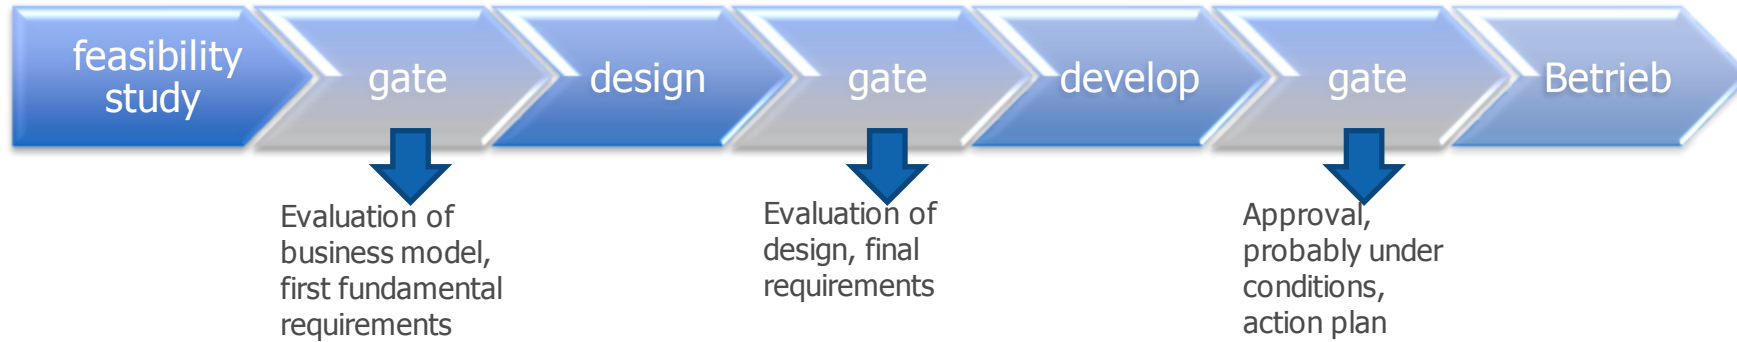 feasibility
study
gate
design
gate
develop
gate
Betrieb
Evaluation of
business model,
first fundamental
requirements
Evaluation of
design, final
requirements
Approval,
probably under
conditions,
action plan